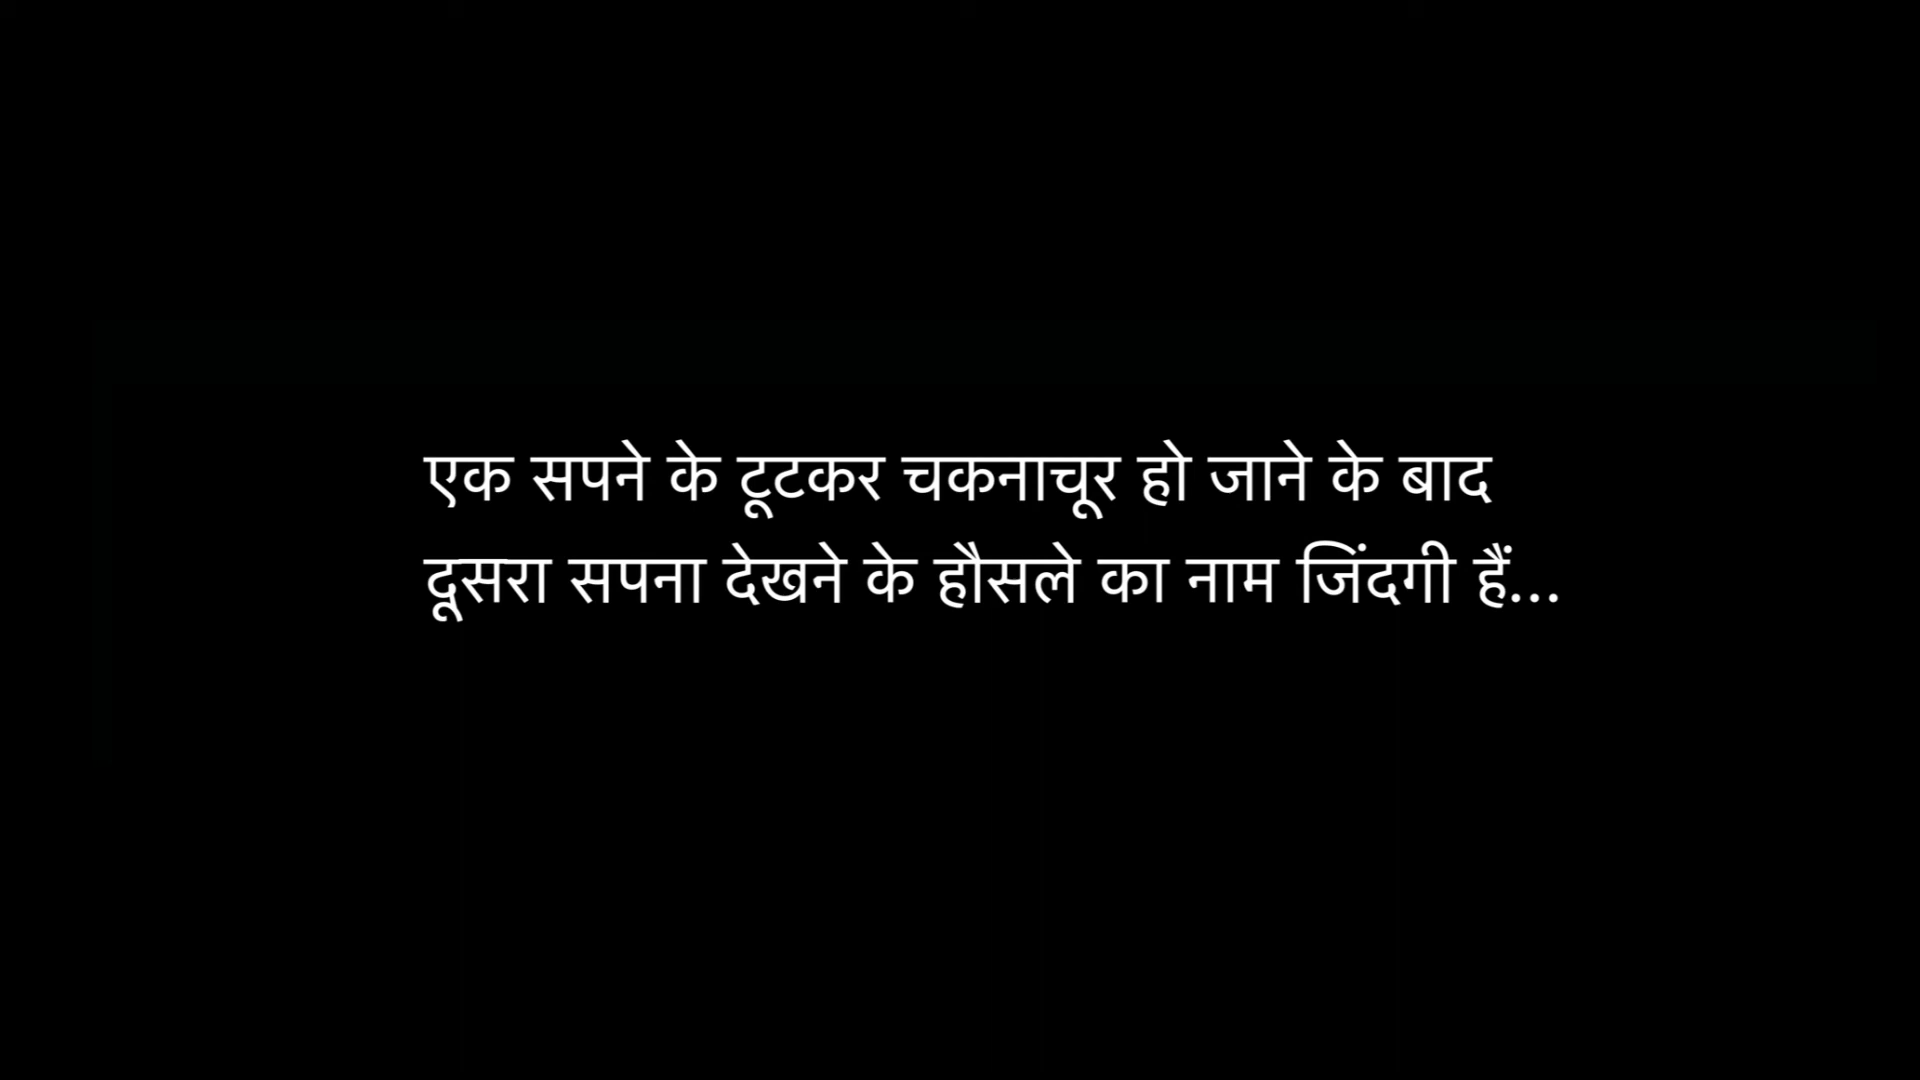 एक सपने के टूटकर चकनाचूर हो जाने के बाद
दूसरा सपना देखने के हौसले का नाम जिंदगी हैं...